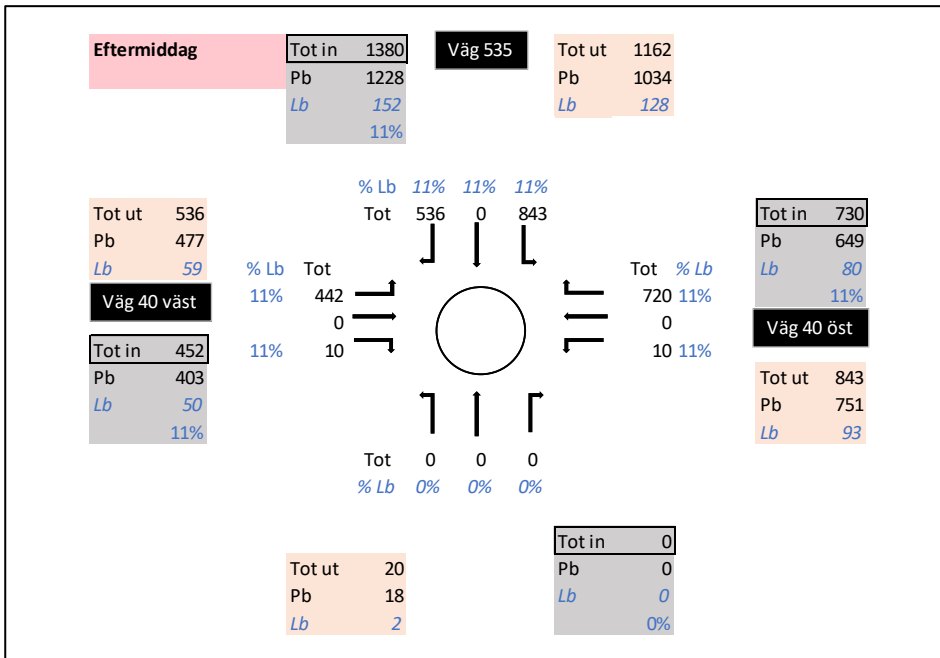 Eftermiddag
Tot in 1380
Pb 1228
Lb 152
11%
Väg 535
Tot ut 1162
Pb 1034
Lb 128
% Lb 11% 11% 11%
Tot 536 0 843
Tot ut 536
Pb 477
Lb 59
Väg 40 väst
Tot in 452
Pb 403
Lb 50
11%
% Lb Tot
11% 442
0
11% 10
Tot % Lb
720 11%
0
10 11%
Tot in 730
Pb 649
Lb 80
11%
Väg 40 öst
Tot ut 843
Pb 751
Lb 93
Tot 0 0 0
% Lb 0% 0% 0%
Tot ut 20
Pb 18
Lb 2
Tot in 0
Pb 0
Lb 0
0%